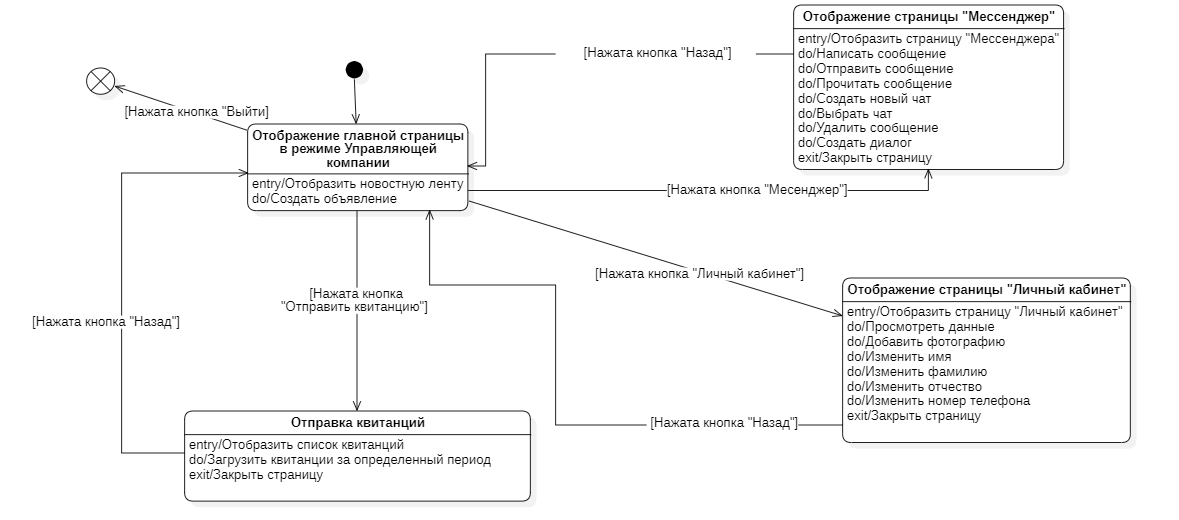 Отображение страницы "Мессенджер"
entry/Отобразить страницу "Мессенджера"
do/Написать сообщение
do/Отправить сообщение
do/Прочитать сообщение
do/Создать новый чат
do/Выбрать чат
do/Удалить сообщение
do/Создать диалог
exit/Закрыть страницу
[Нажата кнопка "Назад"]
[Нажата кнопка "Выйти]
Отображение главной страницы
в режиме Управляющей
компании
entry/Отобразить новостную ленту
do/Создать объявление
[Нажата кнопка "Месенджер"]
[Нажата кнопка "Личный кабинет"]
[Нажата кнопка
"Отправить квитанцию"]
[Нажата кнопка "Назад"]
Отображение страницы "Личный кабинет"
entry/Отобразить страницу "Личный кабинет"
do/Просмотреть данные
do/Добавить фотографию
do/Изменить имя
do/Изменить фамилию
do/Изменить отчество
do/Изменить номер телефона
exit/Закрыть страницу
[Нажата кнопка "Назад"]
Отправка квитанций
entry/Отобразить список квитанций
do/Загрузить квитанции за определенный период
exit/Закрыть страницу